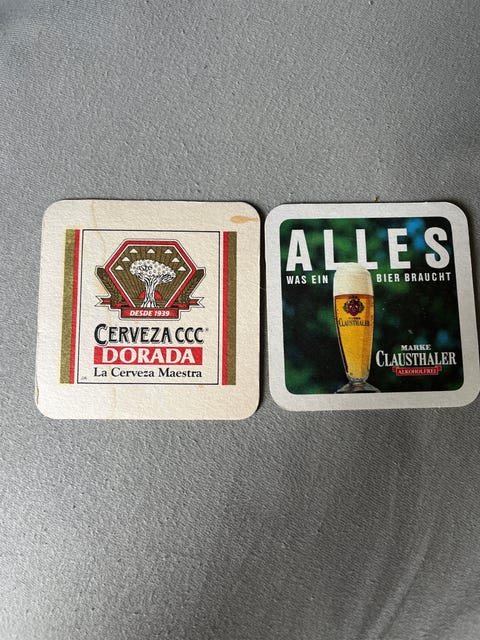 DESDE 1939
CERVEZA CCC®
DORADA
La Cerveza Maestra
ALLES
WAS EIN BIER BRAUCHT
CLAUSTHALER
MARKE
CLAUSTHALER
ALKOHOLFREI